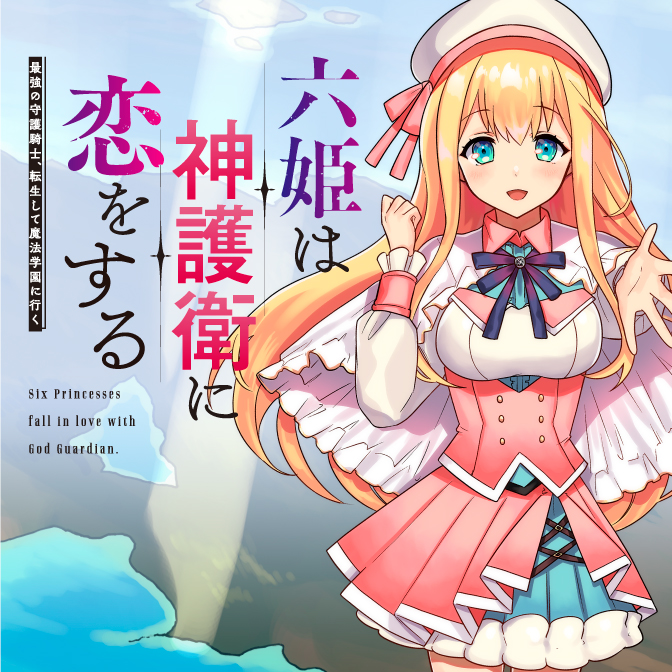 六姫は
神護衛に
恋をする
最強の守護騎士、転生して魔法学園に行く
Six Princesses
fall in love with
God Guardian.